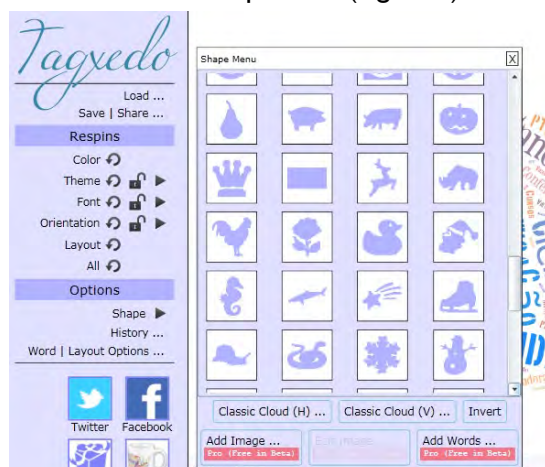 Tagxedo
Load ...
Save | Share ...
Respins
Color
Theme
Font
Orientation
Layout
All
Options
Shape
History ...
Word | Layout Options ...
Twitter Facebook
Shape Menu X
Classic Cloud (H) ... Classic Cloud (V) ... Invert
Add Image ...
Pro (Free in Beta)
Add Words ...
Pro (Free in Beta)